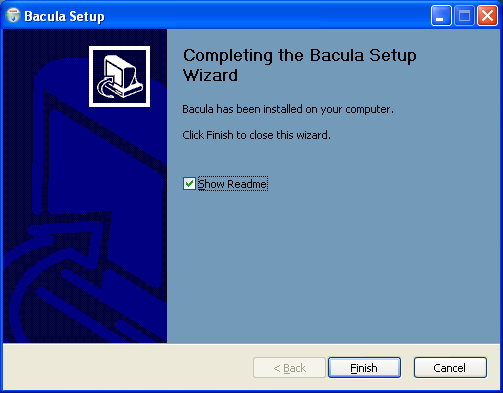 Bacula Setup
Completing the Bacula Setup
Wizard
Bacula has been installed on your computer.
Click Finish to close this wizard.
Show Readme
< Back
Finish
Cancel